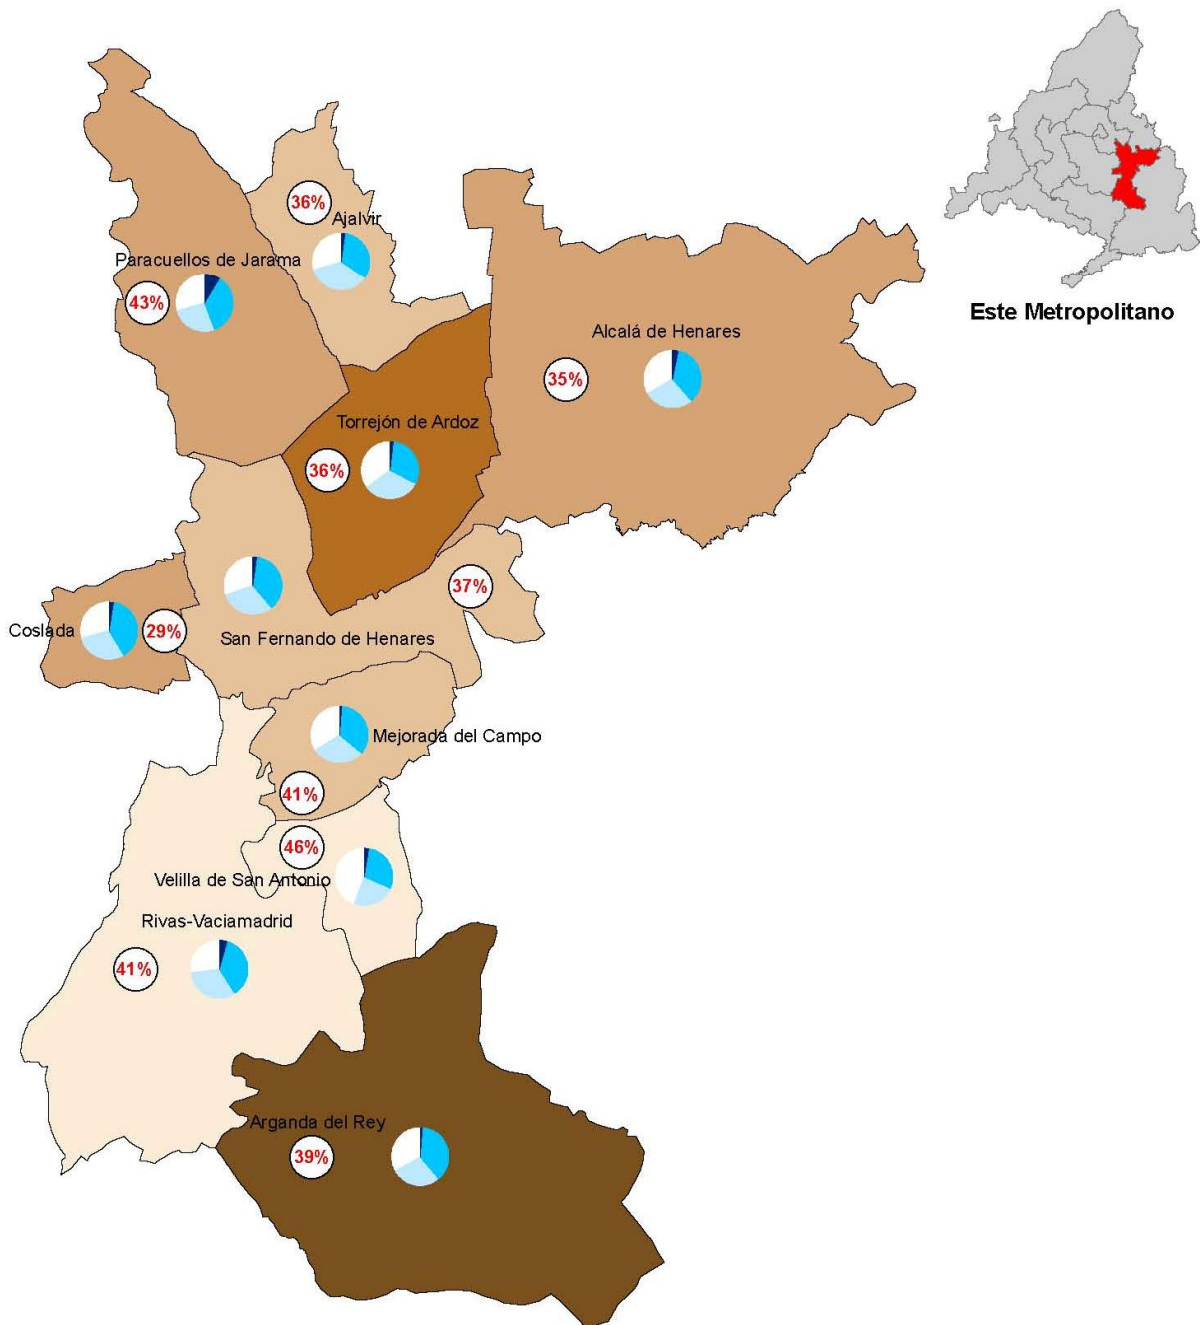 36%
Ajalvir
Paracuellos de Jarama
43%
Este Metropolitano
Alcalá de Henares
35%
Torrejón de Ardoz
36%
37%
Coslada
29%
San Fernando de Henares
Mejorada del Campo
41%
46%
Velilla de San Antonio
Rivas-Vaciamadrid
41%
Arganda del Rey
39%